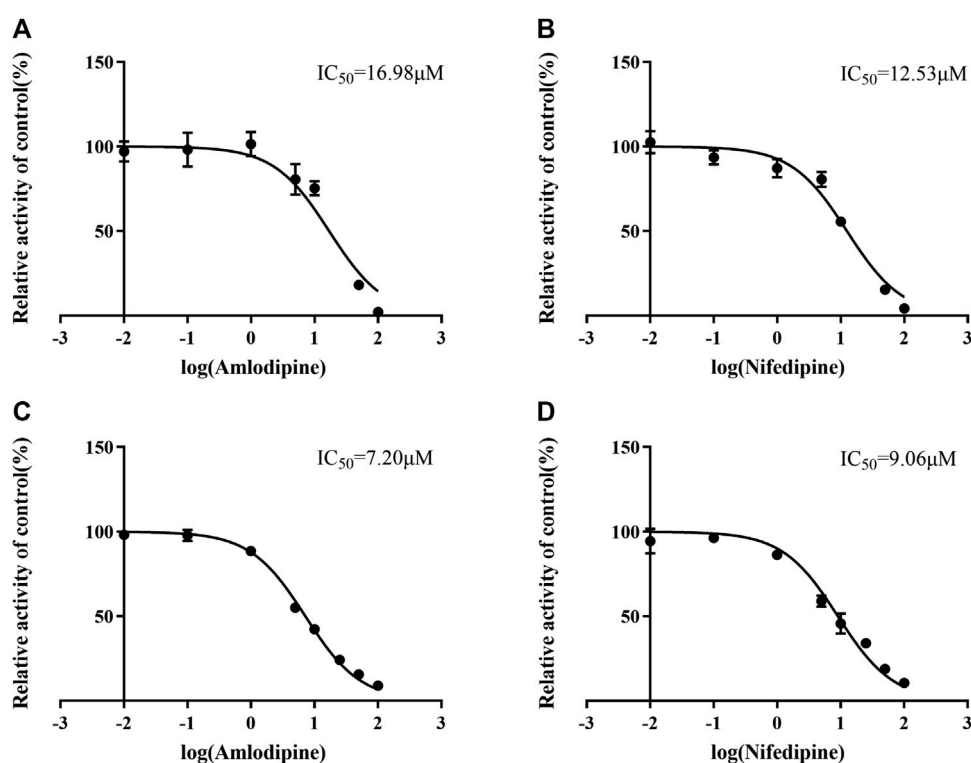 A
Relative activity of control(%)
150
100
50
IC50=16.98μM
-3 -2 -1 0 1 2 3
log(Amlodipine)
B
Relative activity of control(%)
150
100
50
IC50=12.53μM
-3 -2 -1 0 1 2 3
log(Nifedipine)
C
Relative activity of control(%)
150
100
50
IC50=7.20μM
-3 -2 -1 0 1 2 3
log(Amlodipine)
D
Relative activity of control(%)
150
100
50
IC50=9.06μM
-3 -2 -1 0 1 2 3
log(Nifedipine)